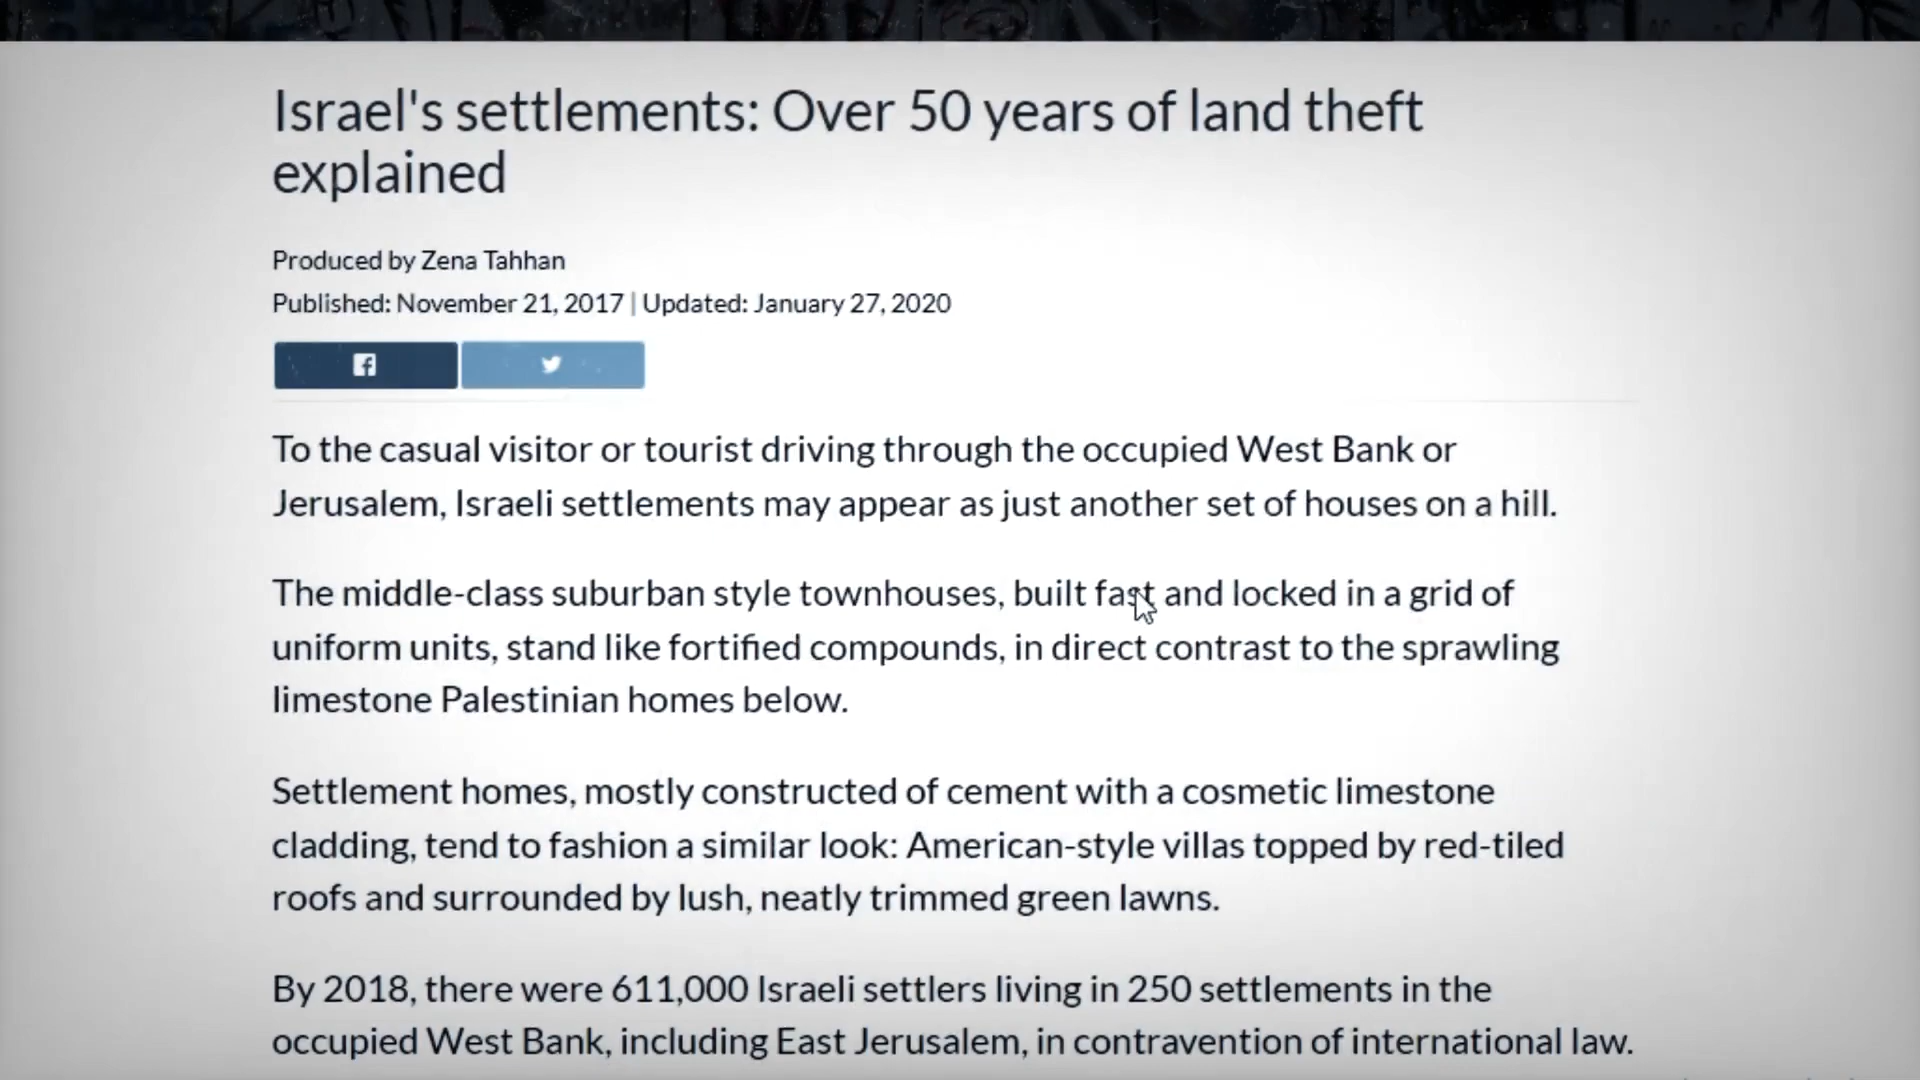 Israel's settlements: Over 50 years of land theft
explained
Produced by Zena Tahhan
Published: November 21, 2017 | Updated: January 27, 2020
To the casual visitor or tourist driving through the occupied West Bank or
Jerusalem, Israeli settlements may appear as just another set of houses on a hill.
The middle-class suburban style townhouses, built fast and locked in a grid of
uniform units, stand like fortified compounds, in direct contrast to the sprawling
limestone Palestinian homes below.
Settlement homes, mostly constructed of cement with a cosmetic limestone
cladding, tend to fashion a similar look: American-style villas topped by red-tiled
roofs and surrounded by lush, neatly trimmed green lawns.
By 2018, there were 611,000 Israeli settlers living in 250 settlements in the
occupied West Bank, including East Jerusalem, in contravention of international law.